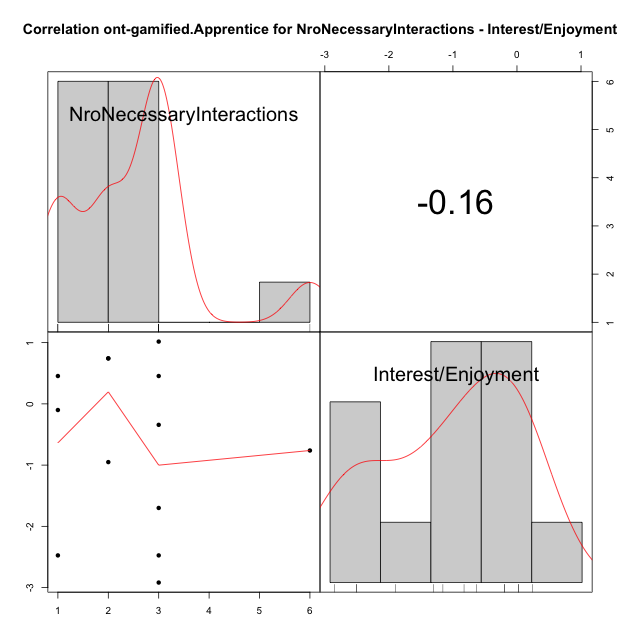 Correlation ont-gamified.Apprentice for NroNecessaryInteractions - Interest/Enjoyment
-3 -2 -1 0 1
NroNecessaryInteractions
-0.16
6
5
4
3
2
1
Interest/Enjoyment
1
0
-1
-2
-3
1 2 3 4 5 6